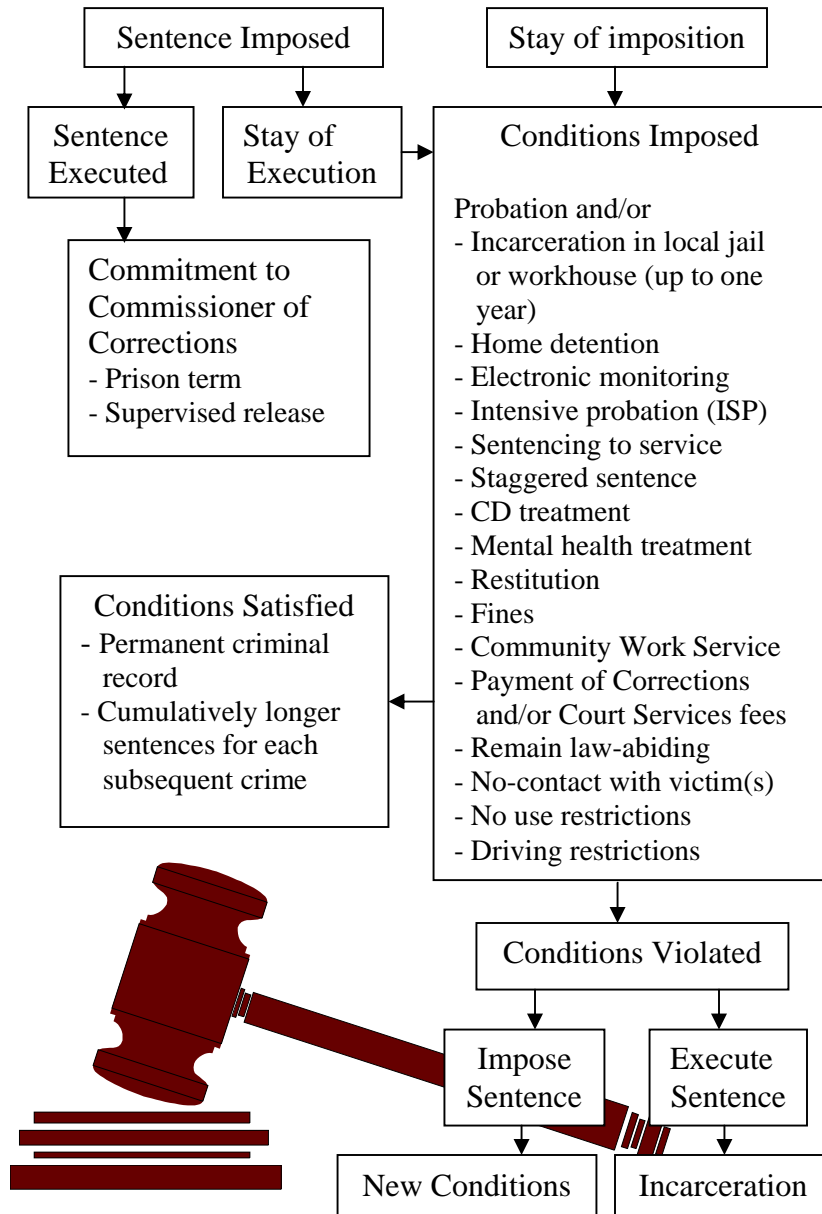 Sentence Imposed
Stay of imposition
Sentence
Executed
Stay of
Execution
Commitment to
Commissioner of
Corrections
- Prison term
- Supervised release
Conditions Imposed
Probation and/or
- Incarceration in local jail
or workhouse (up to one
year)
- Home detention
- Electronic monitoring
- Intensive probation (ISP)
- Sentencing to service
- Staggered sentence
- CD treatment
- Mental health treatment
- Restitution
- Fines
- Community Work Service
- Payment of Corrections
and/or Court Services fees
- Remain law-abiding
- No-contact with victim(s)
- No use restrictions
- Driving restrictions
Conditions Satisfied
- Permanent criminal
record
- Cumulatively longer
sentences for each
subsequent crime
Conditions Violated
Impose
Sentence
Execute
Sentence
New Conditions
Incarceration